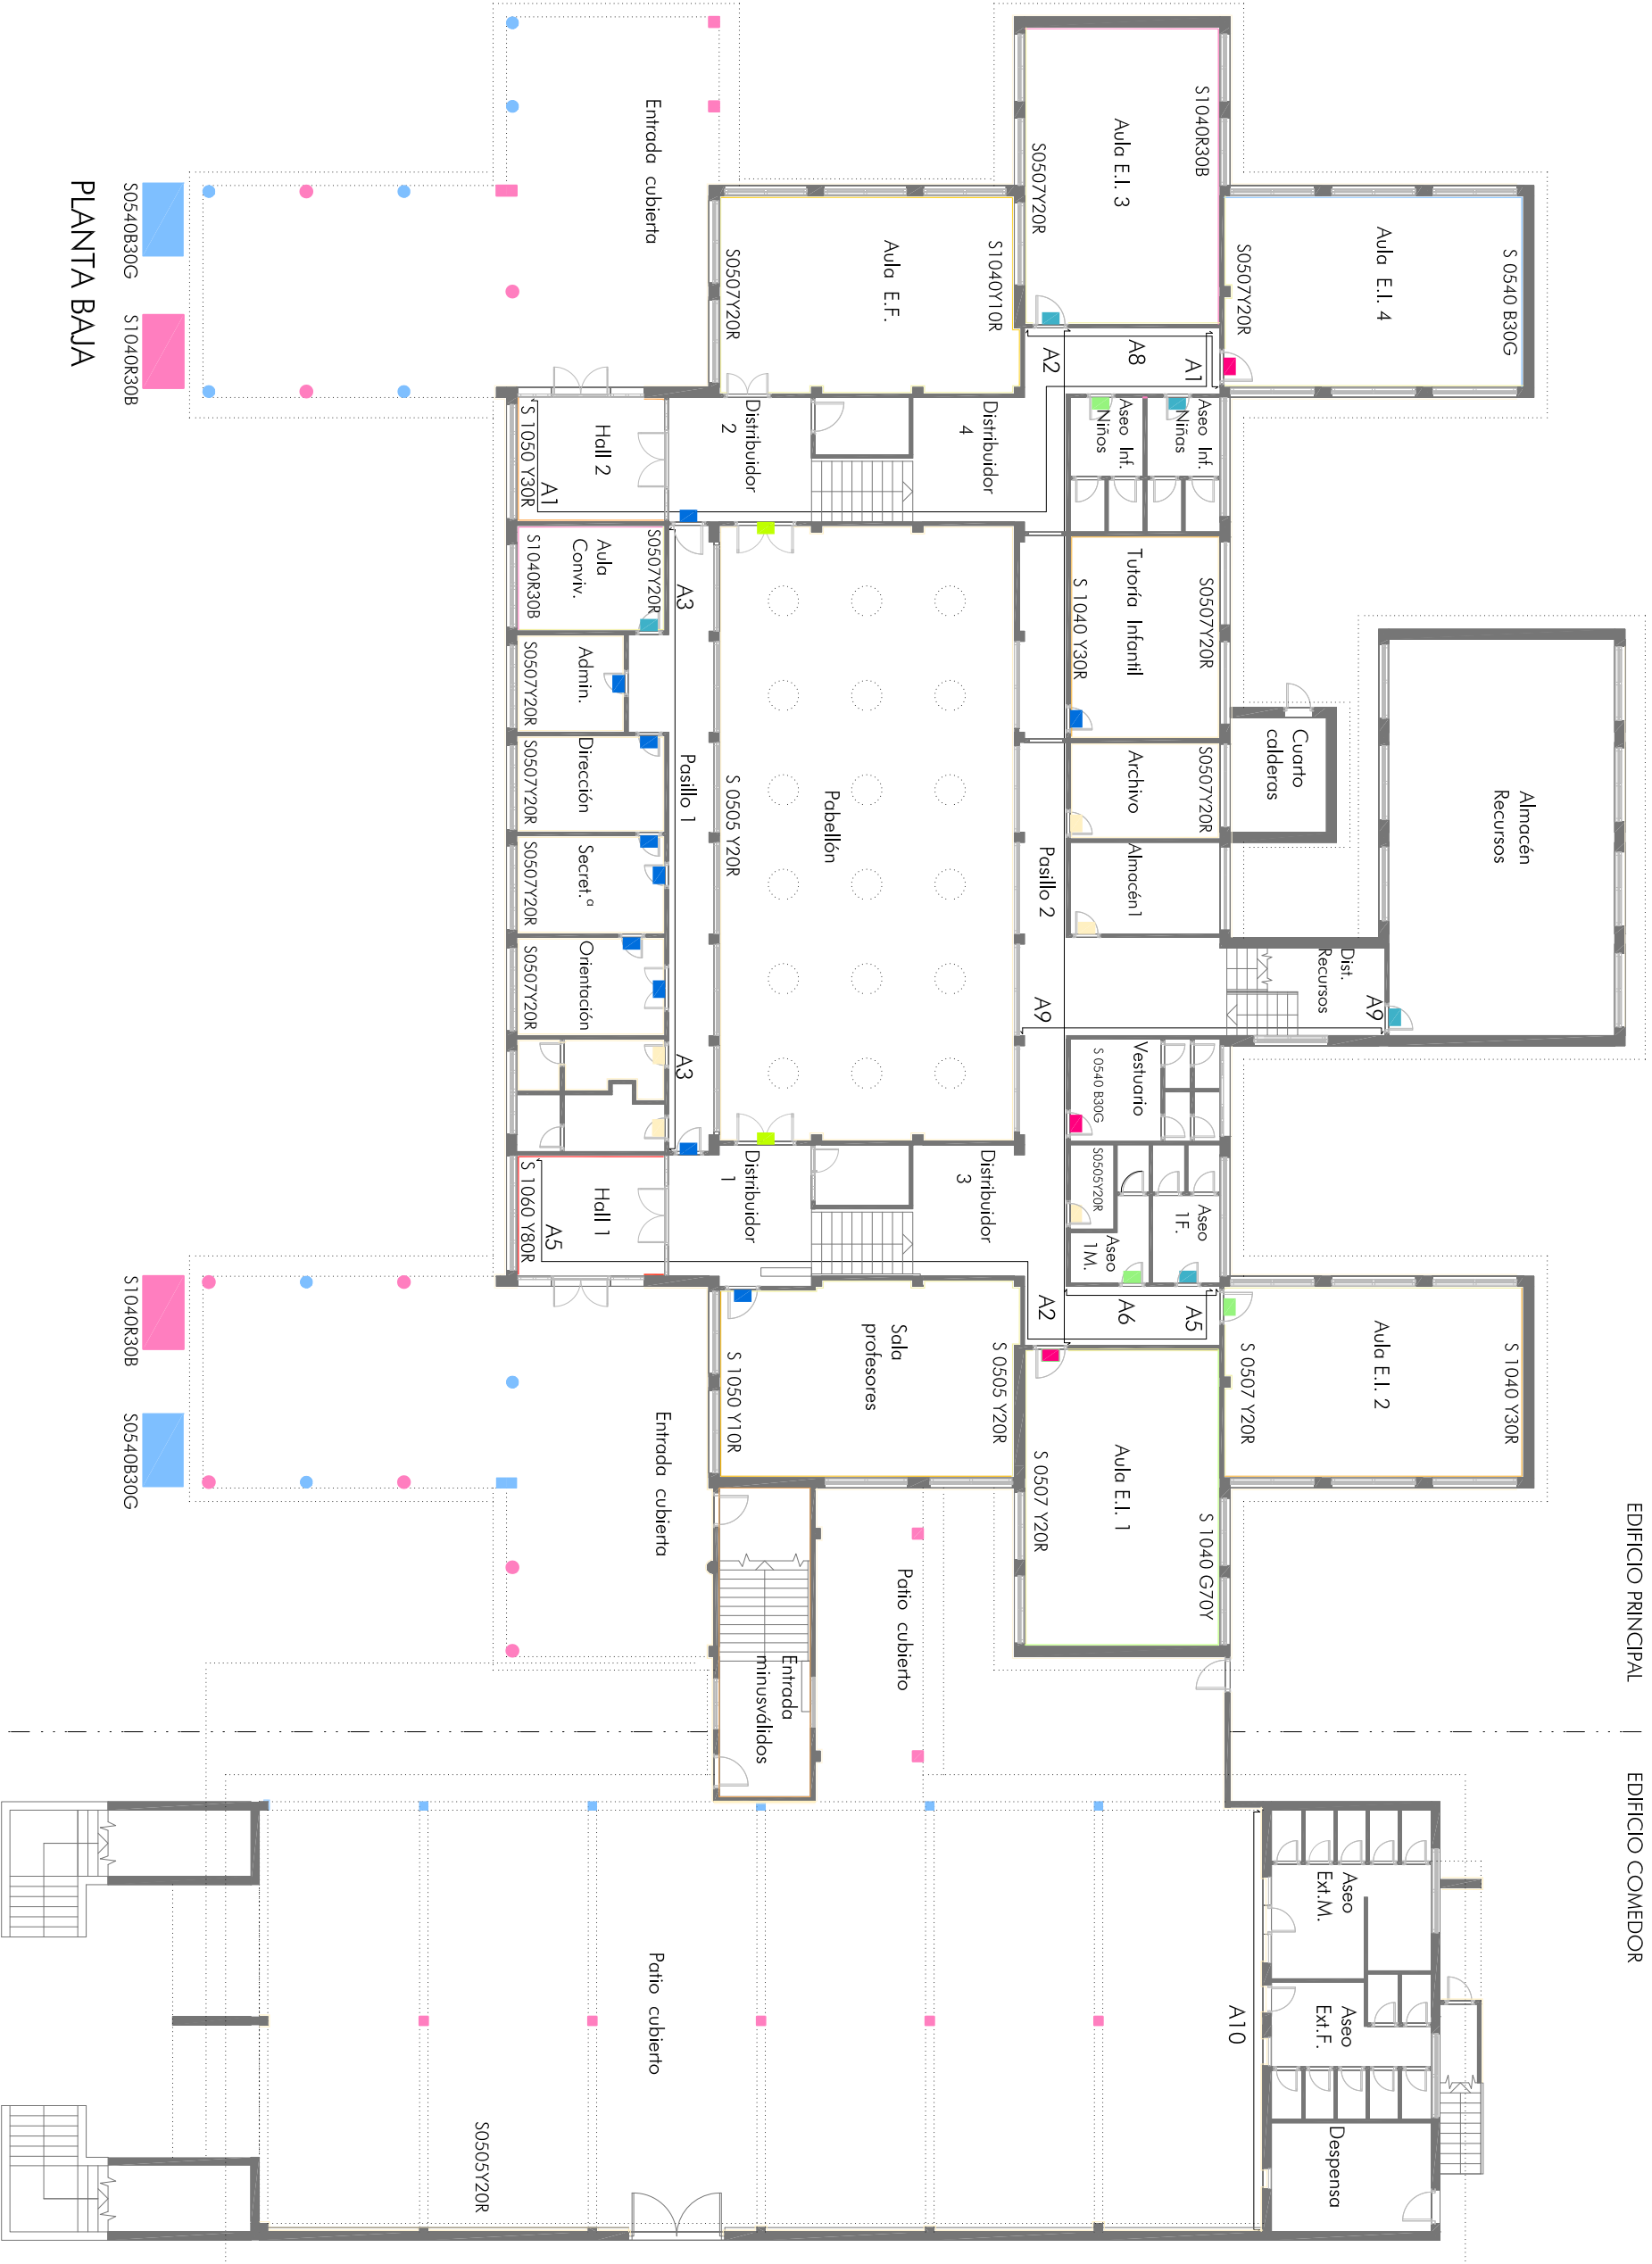 EDIFICIO PRINCIPAL
EDIFICIO COMEDOR
Almacén
Recursos
S 0540 B30G
Aula E.I. 4
S0507Y20R
Cuarto
calderas
Dist.
Recursos
A9
S 1040 Y30R
Aula E.I. 2
S 0507 Y20R
Aseo
Ext.M.
Aseo
Ext.F.
Despensa
A10
S1040R30B
Aula E.I. 3
S0507Y20R
A1
A8
A2
Aseo Inf.
Niñas
Aseo Inf.
Niños
S0507Y20R
Tutoría Infantil
S 1040 Y30R
S0507Y20R
Archivo
Almacén1
Pasillo 2
A9
Vestuario
S 0540 B30G
S0505Y20R
Aseo
1F.
Aseo
1M.
A5
A6
A2
S 1040 G70Y
Aula E.I. 1
S 0507 Y20R
S1040Y10R
Aula E.F.
S0507Y20R
Distribuidor
4
Distribuidor
2
Pabellón
S 0505 Y20R
Distribuidor
3
Distribuidor
1
S 0505 Y20R
Sala
profesores
S 1050 Y10R
Patio cubierto
Entrada
minusválidos
Entrada cubierta
Hall 2
A1
S 1050 Y30R
A3
Pasillo 1
A3
S0507Y20R
Aula
Conviv.
S1040R30B
Admin.
S0507Y20R
Dirección
S0507Y20R
Secret.ª
S0507Y20R
Orientación
S0507Y20R
Hall 1
A5
S 1060 Y80R
Entrada cubierta
Patio cubierto
S0505Y20R
S0540B30G
S1040R30B
S1040R30B
S0540B30G
PLANTA BAJA